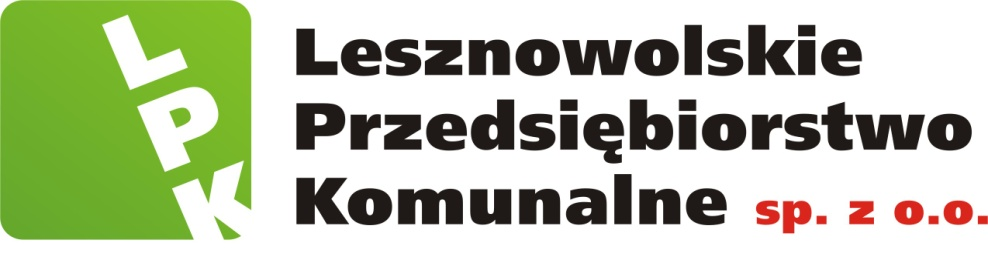 LPK
Lesznowolskie
Przedsiębiorstwo
Komunalne sp. z o.o.